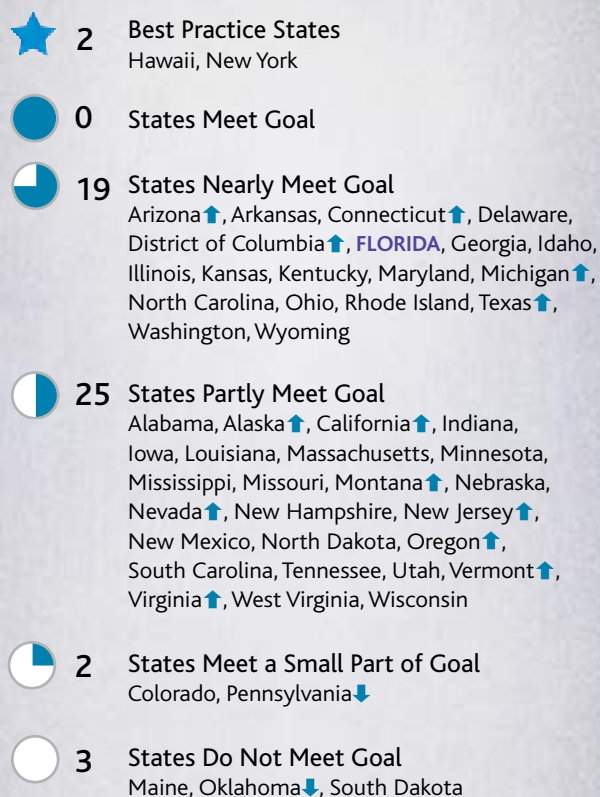 2 Best Practice States
Hawaii, New York
0 States Meet Goal
19 States Nearly Meet Goal
Arizona⬆, Arkansas, Connecticut⬆, Delaware,
District of Columbia⬆, FLORIDA, Georgia, Idaho,
Illinois, Kansas, Kentucky, Maryland, Michigan⬆,
North Carolina, Ohio, Rhode Island, Texas⬆,
Washington, Wyoming
25 States Partly Meet Goal
Alabama, Alaska⬆, California⬆, Indiana,
Iowa, Louisiana, Massachusetts, Minnesota,
Mississippi, Missouri, Montana⬆, Nebraska,
Nevada⬆, New Hampshire, New Jersey⬆,
New Mexico, North Dakota, Oregon⬆,
South Carolina, Tennessee, Utah, Vermont⬆,
Virginia⬆, West Virginia, Wisconsin
2 States Meet a Small Part of Goal
Colorado, Pennsylvania⬇
3 States Do Not Meet Goal
Maine, Oklahoma⬇, South Dakota